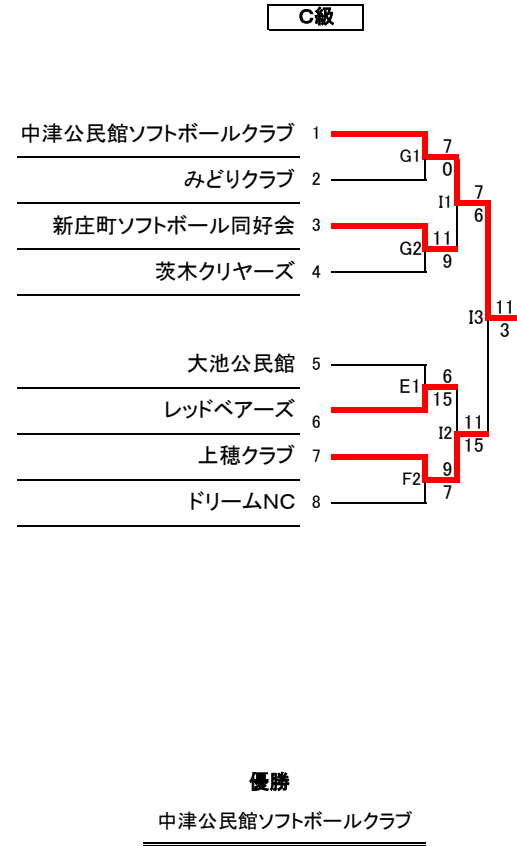 C級
中津公民館ソフトボールクラブ 1
G1 7
みどりクラブ 2 0
I1 7
新庄町ソフトボール同好会 3 6
G2 11
茨木クリヤーズ 4 9
I3 11
3
大池公民館 5
E1 6
レッドベアーズ 6 15
I2 11
上穂クラブ 7 15
F2 9
ドリームNC 8 7
優勝
中津公民館ソフトボールクラブ